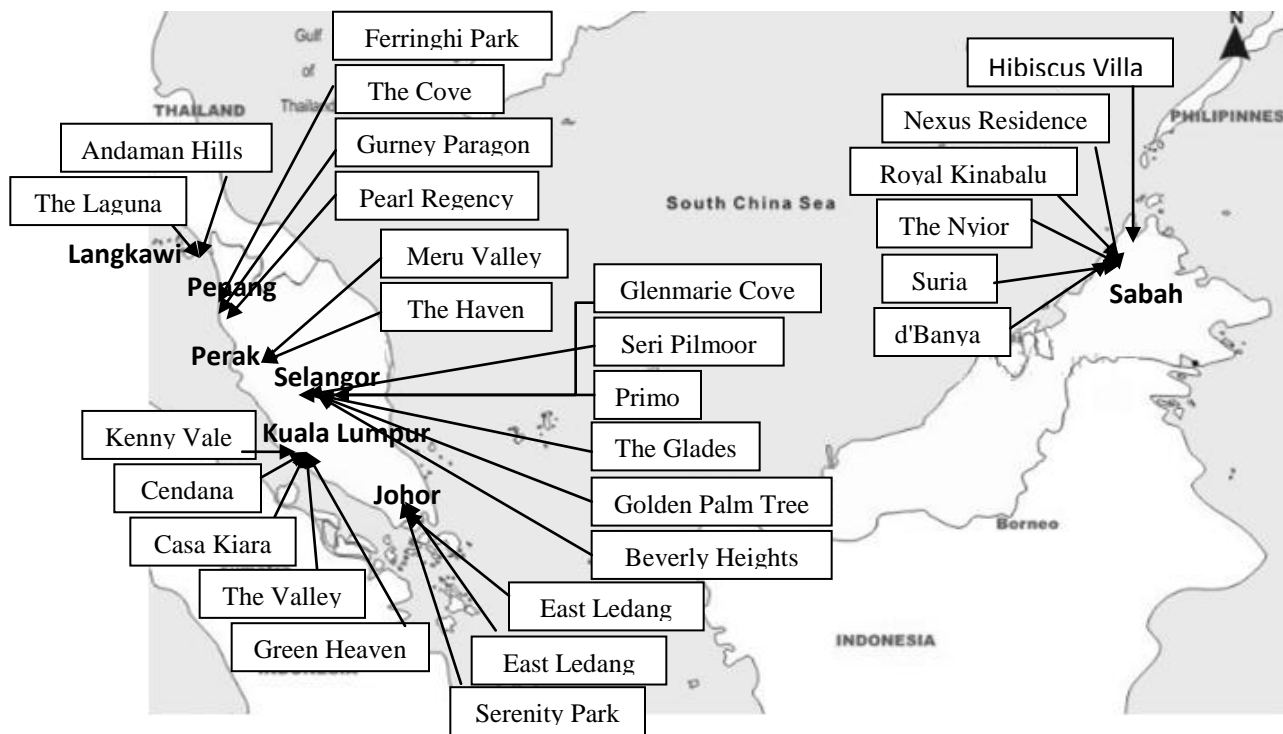 Gulf
of
Thailand
THAILAND
Ferringhi Park
The Cove
Gurney Paragon
Pearl Regency
Andaman Hills
The Laguna
Langkawi
Penang
Meru Valley
The Haven
Perak
Selangor
Glenmarie Cove
Seri Pilmoor
Primo
The Glades
Golden Palm Tree
Beverly Heights
Kuala Lumpur
Kenny Vale
Cendana
Casa Kiara
The Valley
Green Heaven
Johor
East Ledang
East Ledang
Serenity Park
South China Sea
N
Hibiscus Villa
PHILIPINNES
Nexus Residence
Royal Kinabalu
The Nyior
Suria
d'Banya
Sabah
Borneo
INDONESIA